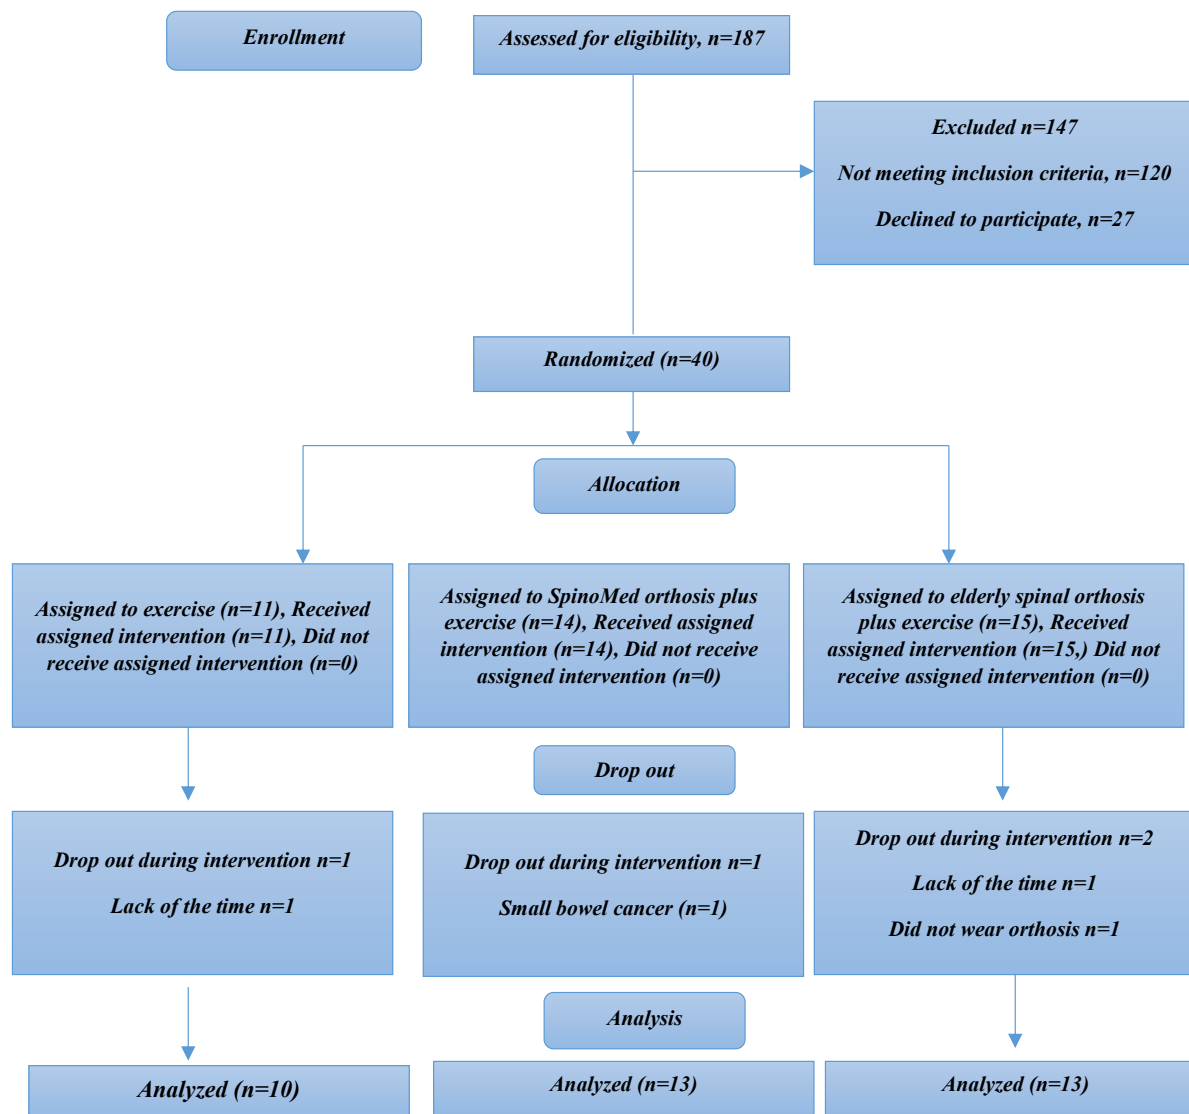 Enrollment
Assessed for eligibility, n=187
Excluded n=147
Not meeting inclusion criteria, n=120
Declined to participate, n=27
Randomized (n=40)
Allocation
Assigned to exercise (n=11), Received
assigned intervention (n=11), Did not
receive assigned intervention (n=0)
Assigned to SpinoMed orthosis plus
exercise (n=14), Received assigned
intervention (n=14), Did not receive
assigned intervention (n=0)
Assigned to elderly spinal orthosis
plus exercise (n=15), Received
assigned intervention (n=15,) Did not
receive assigned intervention (n=0)
Drop out
Drop out during intervention n=1
Lack of the time n=1
Drop out during intervention n=1
Small bowel cancer (n=1)
Drop out during intervention n=2
Lack of the time n=1
Did not wear orthosis n=1
Analysis
Analyzed (n=10)
Analyzed (n=13)
Analyzed (n=13)